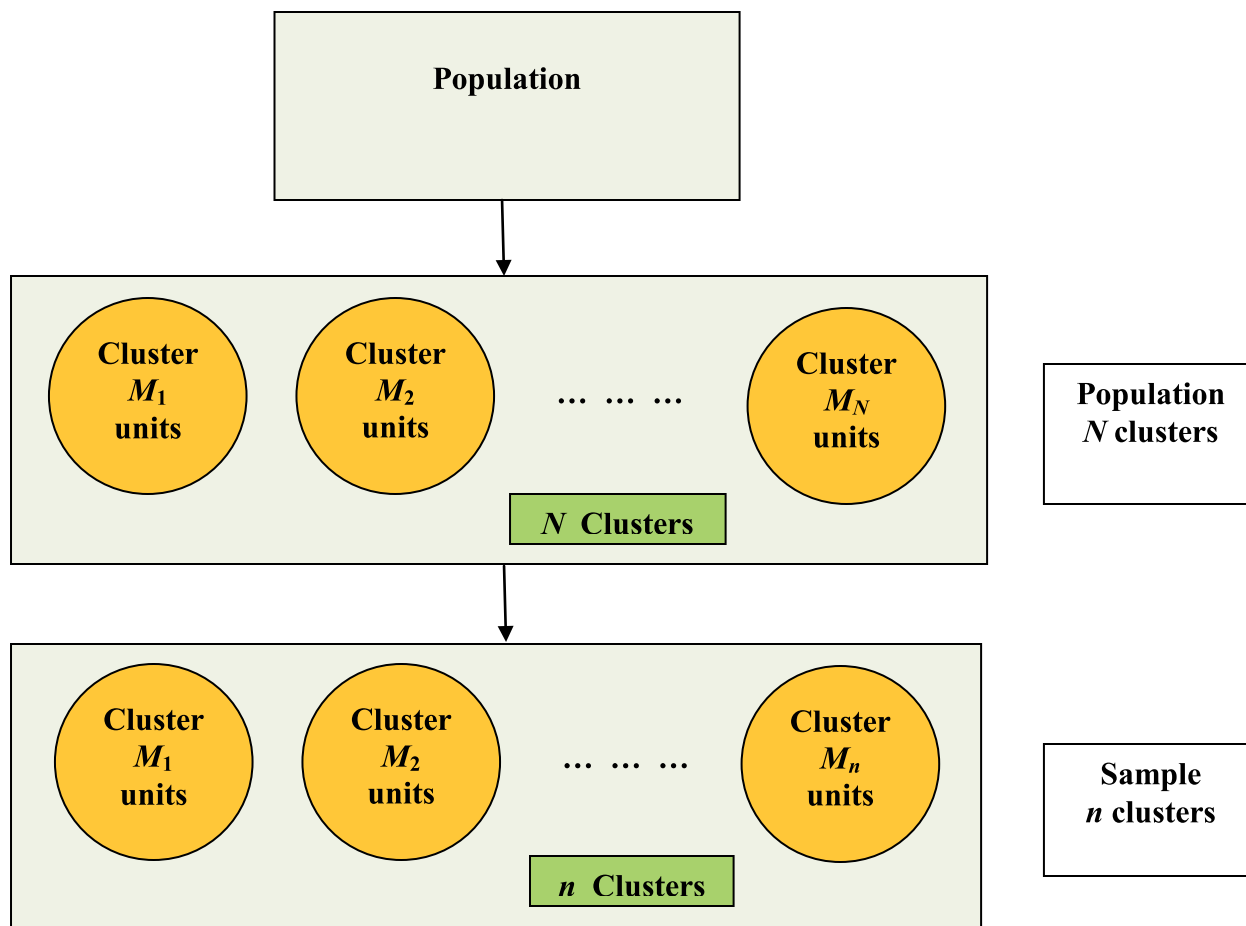 Population
Cluster
M₁
units
Cluster
M₂
units
... ... ...
Cluster
M_N
units
N Clusters
Population
N clusters
Cluster
M₁
units
Cluster
M₂
units
... ... ...
Cluster
Mₙ
units
n Clusters
Sample
n clusters